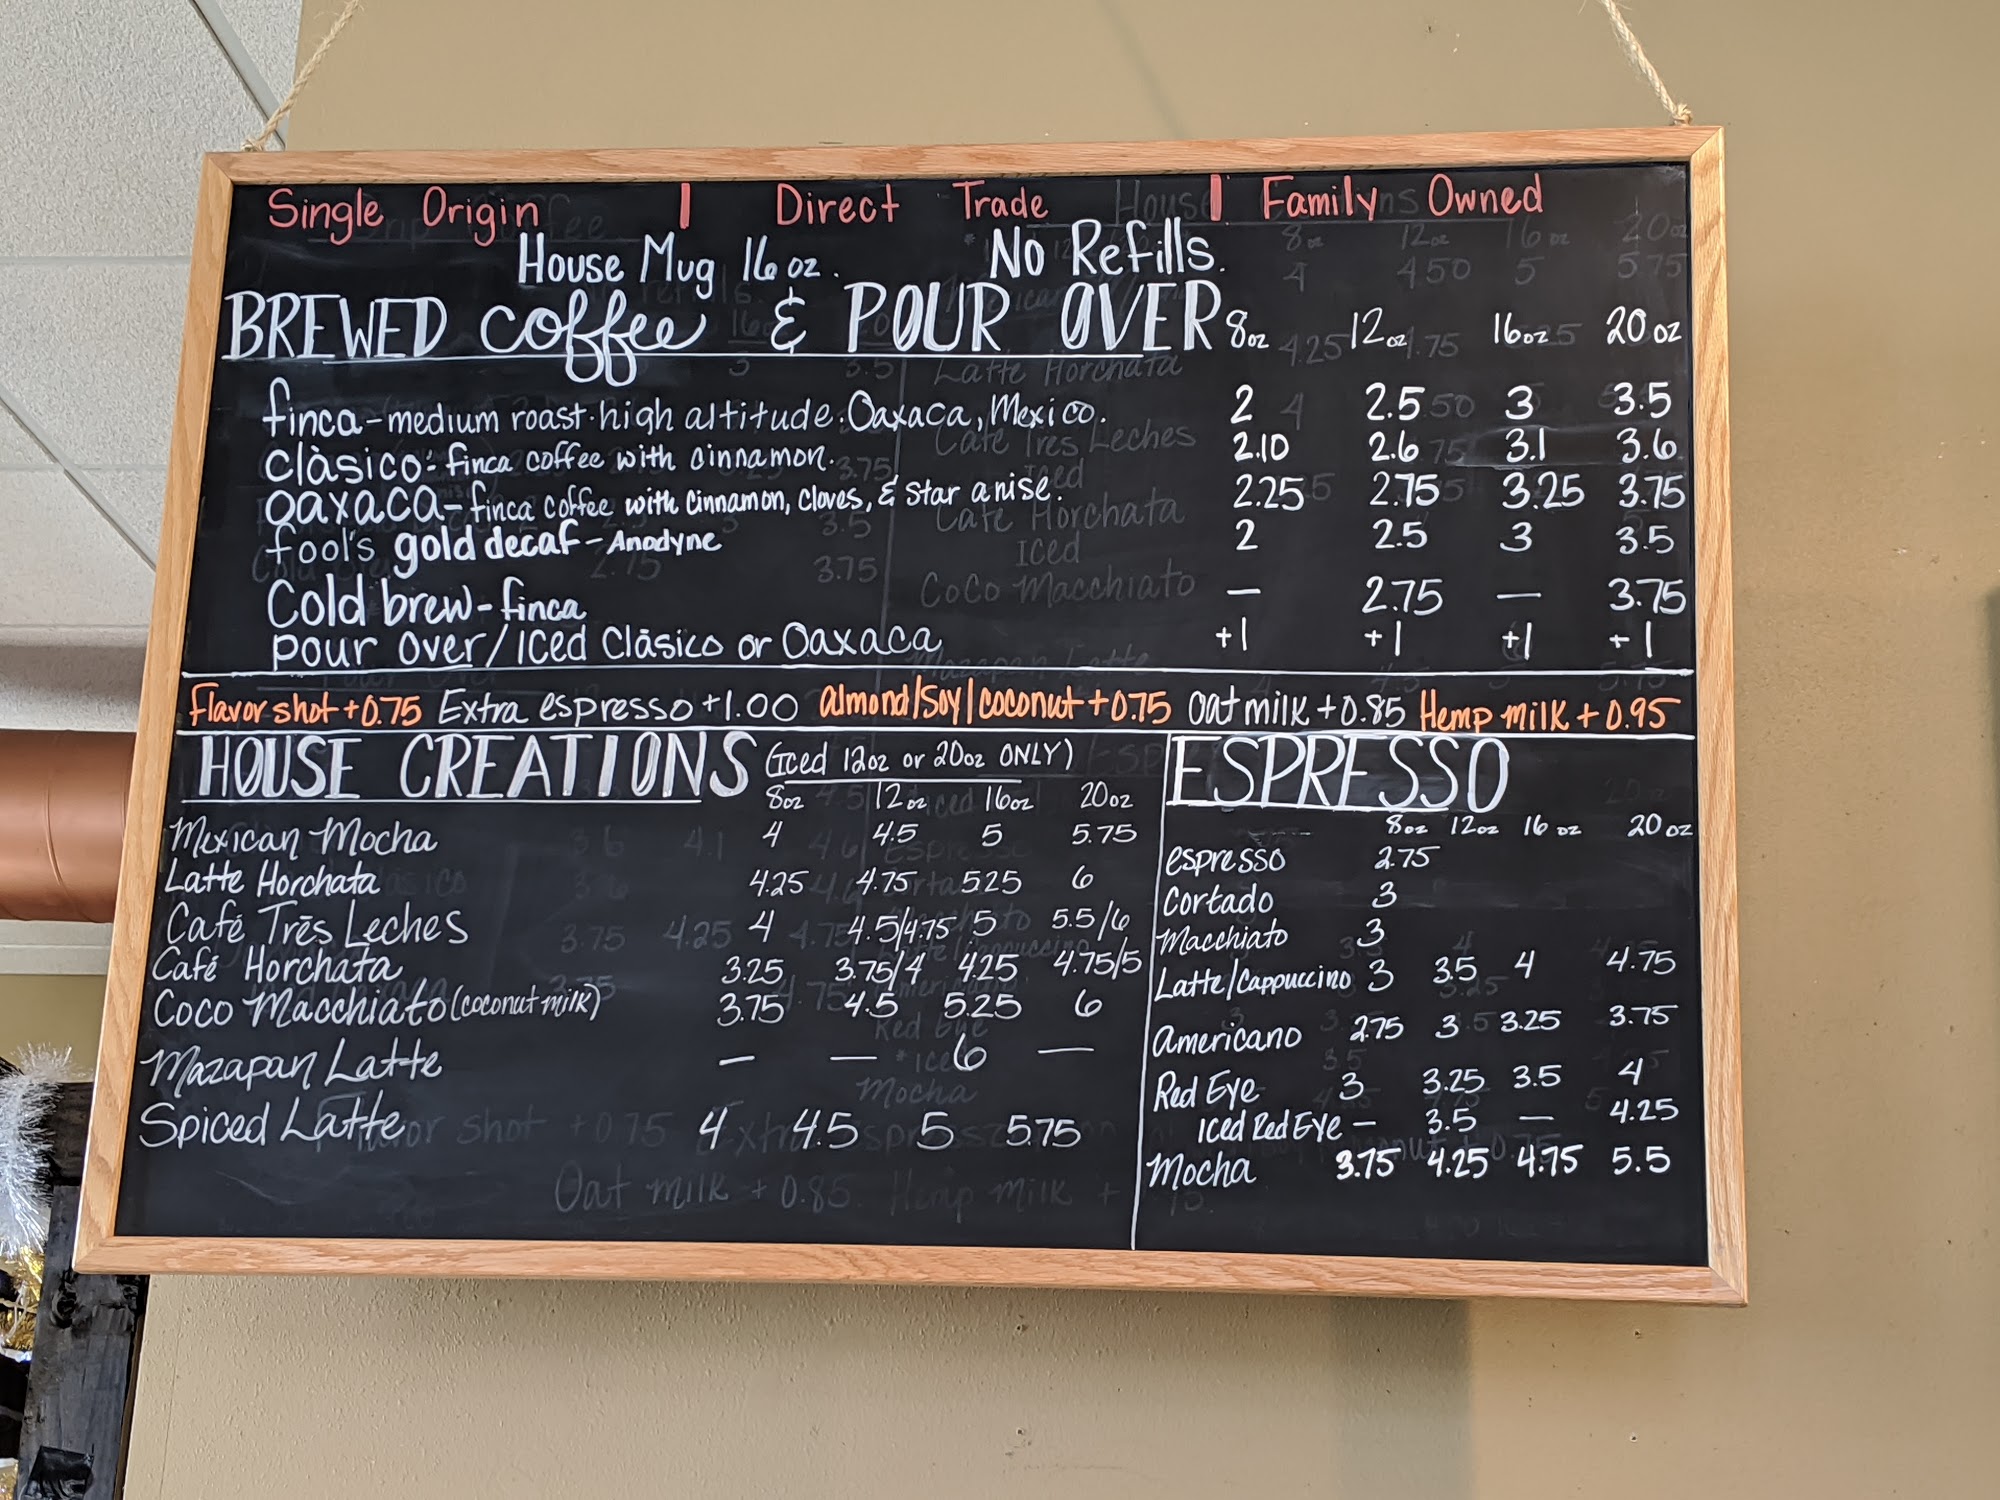 Single Origin | Direct Trade | Family Owned
House Mug 16 oz. No Refills.
BREWED coffee & POUR OVER 8oz 12oz 16oz 20oz
finca - medium roast · high altitude · Oaxaca, Mexico. 2 2.5 3 3.5
clàsico: finca coffee with cinnamon. 2.10 2.6 3.1 3.6
oaxaca - finca coffee with cinnamon, cloves, & star anise. 2.25 2.75 3.25 3.75
fool's gold decaf - Anodyne 2 2.5 3 3.5
Cold brew - finca — 2.75 — 3.75
pour over/Iced Clásico or Oaxaca +1 +1 +1 +1
Flavor shot +0.75 Extra espresso +1.00 almond/soy/coconut +0.75 Oat milk +0.85 Hemp milk +0.95
HOUSE CREATIONS (iced 12oz or 20oz ONLY)
8oz 12oz 16oz 20oz
Mexican Mocha 4 4.5 5 5.75
Latte Horchata 4.25 4.75 5.25 6
Café Trēs Leches 4 4.5/4.75 5 5.5/6
Café Horchata 3.25 3.75/4 4.25 4.75/5
Coco Macchiato (coconut milk) 3.75 4.5 5.25 6
Mazapan Latte — — 6 —
Spiced Latte 4 4.5 5 5.75
ESPRESSO
8oz 12oz 16 oz 20 oz
espresso 2.75
Cortado 3
Macchiato 3
Latte/Cappuccino 3 3.5 4 4.75
Americano 2.75 3 3.25 3.75
Red Eye 3 3.25 3.5 4
Iced Red Eye — 3.5 — 4.25
Mocha 3.75 4.25 4.75 5.5